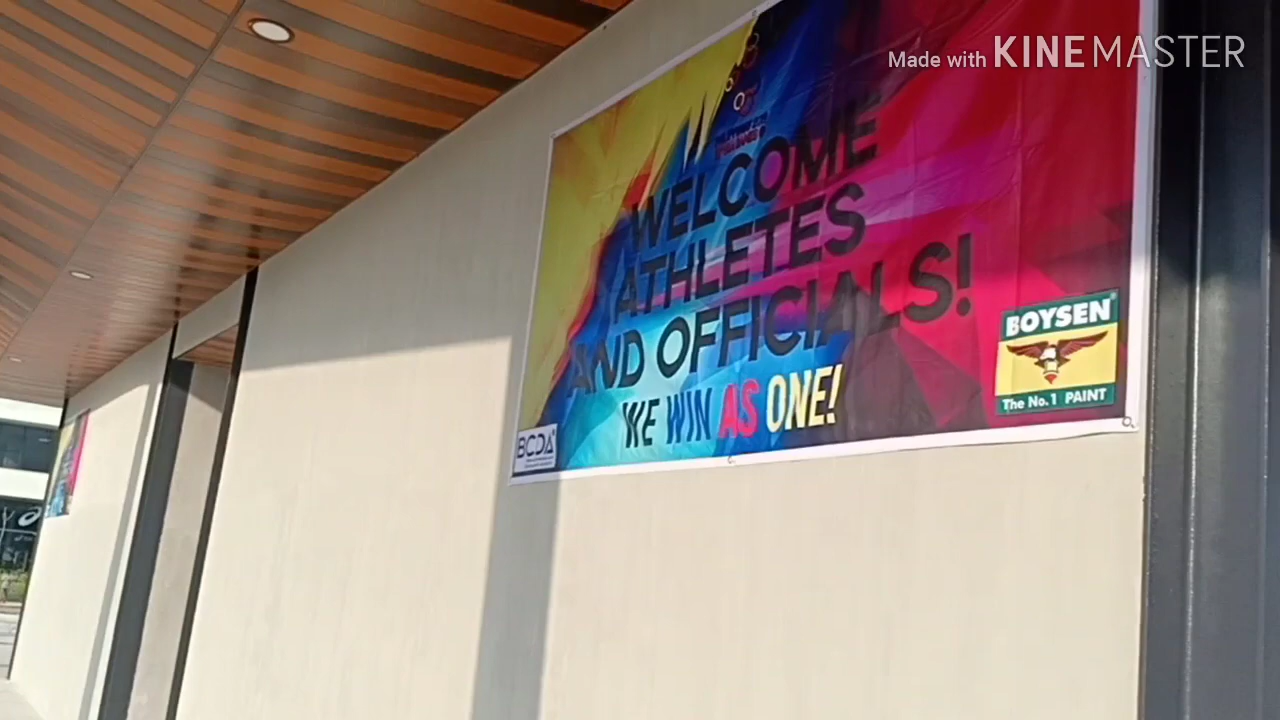 Made with KINEMASTER
WELCOME
ATHLETES
AND OFFICIALS!
WE WIN AS ONE!
BOYSEN
The No.1 PAINT
BCDA